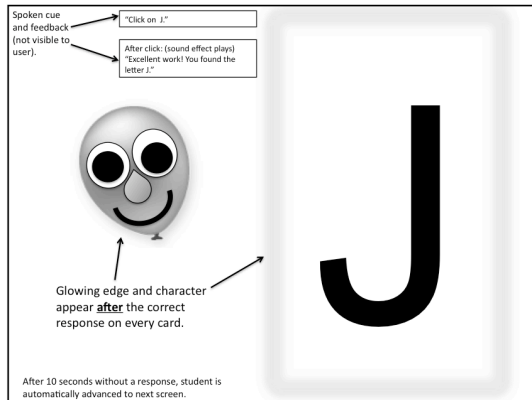 Spoken cue
and feedback
(not visible to
user).
“Click on J.”
After click: (sound effect plays)
“Excellent work! You found the
letter J.”
J
Glowing edge and character
appear after the correct
response on every card.
After 10 seconds without a response, student is
automatically advanced to next screen.